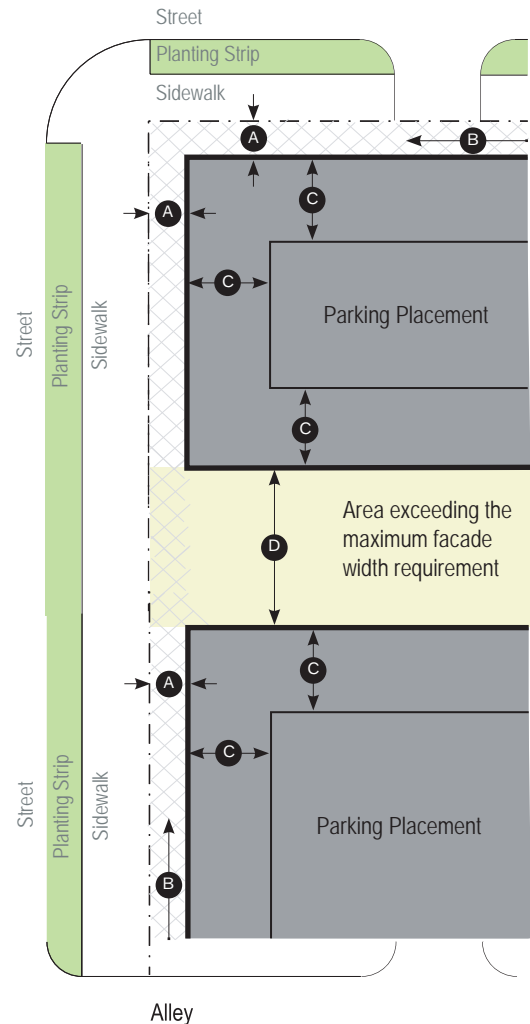 Street
Planting Strip
Sidewalk
A
B
A
C
C
Parking Placement
Street
Planting Strip
Sidewalk
C
Area exceeding the
maximum facade
width requirement
D
C
A
C
Street
Planting Strip
Sidewalk
Parking Placement
B
Alley